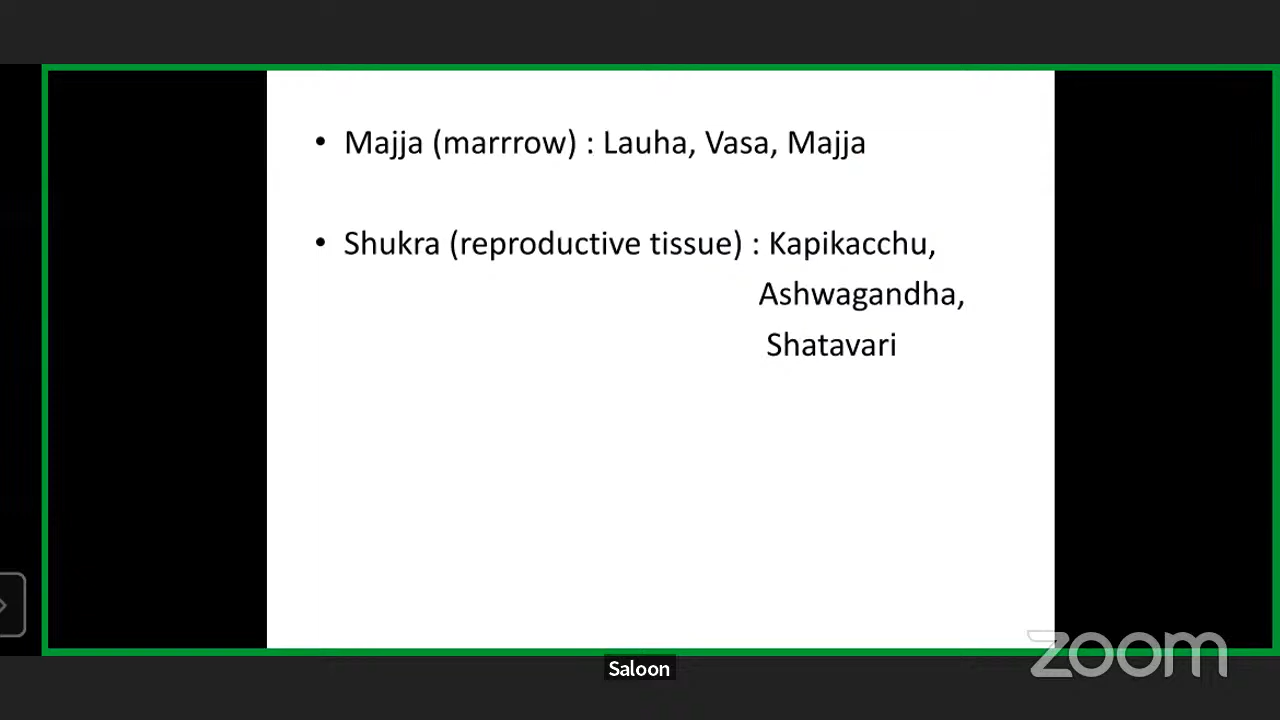 • Majja (marrrow) : Lauha, Vasa, Majja
• Shukra (reproductive tissue) : Kapikacchu,
Ashwagandha,
Shatavari
zoom
Saloon